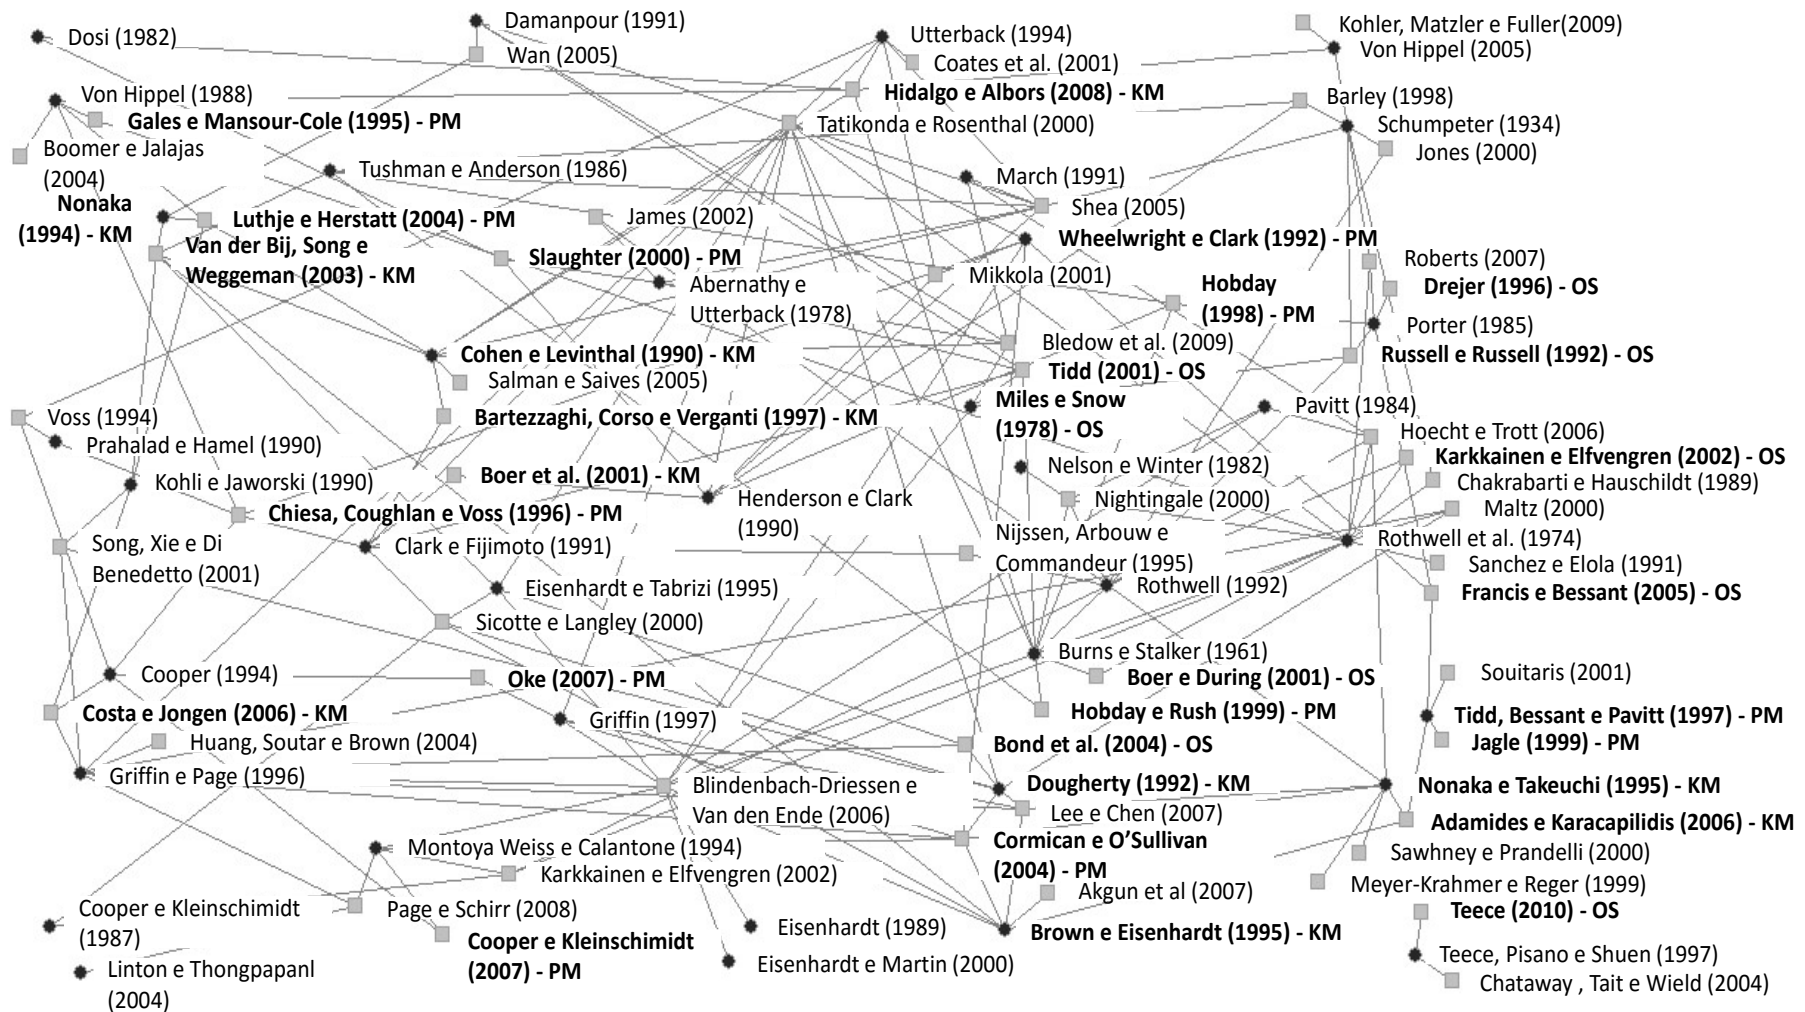 Dosi (1982)
Damanpour (1991)
Wan (2005)
Utterback (1994)
Coates et al. (2001)
Hidalgo e Albors (2008) - KM
Kohler, Matzler e Fuller(2009)
Von Hippel (2005)
Von Hippel (1988)
Gales e Mansour-Cole (1995) - PM
Boomer e Jalajas
(2004)
Tatikonda e Rosenthal (2000)
Barley (1998)
Schumpeter (1934)
Jones (2000)
Tushman e Anderson (1986)
March (1991)
Nonaka
(1994) - KM
Luthje e Herstatt (2004) - PM
Van der Bij, Song e
Weggeman (2003) - KM
James (2002)
Shea (2005)
Slaughter (2000) - PM
Wheelwright e Clark (1992) - PM
Abernathy e
Utterback (1978)
Mikkola (2001)
Hobday
(1998) - PM
Roberts (2007)
Drejer (1996) - OS
Porter (1985)
Russell e Russell (1992) - OS
Cohen e Levinthal (1990) - KM
Salman e Saives (2005)
Bledow et al. (2009)
Tidd (2001) - OS
Miles e Snow
(1978) - OS
Pavitt (1984)
Bartezzaghi, Corso e Verganti (1997) - KM
Voss (1994)
Prahalad e Hamel (1990)
Hoecht e Trott (2006)
Karkkainen e Elfvengren (2002) - OS
Chakrabarti e Hauschildt (1989)
Maltz (2000)
Kohli e Jaworski (1990)
Boer et al. (2001) - KM
Nelson e Winter (1982)
Nightingale (2000)
Henderson e Clark
(1990)
Chiesa, Coughlan e Voss (1996) - PM
Song, Xie e Di
Benedetto (2001)
Clark e Fijimoto (1991)
Nijssen, Arbouw e
Commandeur (1995)
Rothwell et al. (1974)
Sanchez e Elola (1991)
Francis e Bessant (2005) - OS
Eisenhardt e Tabrizi (1995)
Rothwell (1992)
Sicotte e Langley (2000)
Cooper (1994)
Oke (2007) - PM
Burns e Stalker (1961)
Boer e During (2001) - OS
Souitaris (2001)
Costa e Jongen (2006) - KM
Griffin (1997)
Hobday e Rush (1999) - PM
Tidd, Bessant e Pavitt (1997) - PM
Jagle (1999) - PM
Huang, Soutar e Brown (2004)
Bond et al. (2004) - OS
Griffin e Page (1996)
Blindenbach-Driessen e
Van den Ende (2006)
Dougherty (1992) - KM
Lee e Chen (2007)
Nonaka e Takeuchi (1995) - KM
Adamides e Karacapilidis (2006) - KM
Montoya Weiss e Calantone (1994)
Karkkainen e Elfvengren (2002)
Cormican e O’Sullivan
(2004) - PM
Sawhney e Prandelli (2000)
Meyer-Krahmer e Reger (1999)
Akgun et al (2007)
Cooper e Kleinschimidt
(1987)
Page e Schirr (2008)
Cooper e Kleinschimidt
(2007) - PM
Eisenhardt (1989)
Brown e Eisenhardt (1995) - KM
Teece (2010) - OS
Linton e Thongpapanl
(2004)
Eisenhardt e Martin (2000)
Teece, Pisano e Shuen (1997)
Chataway , Tait e Wield (2004)